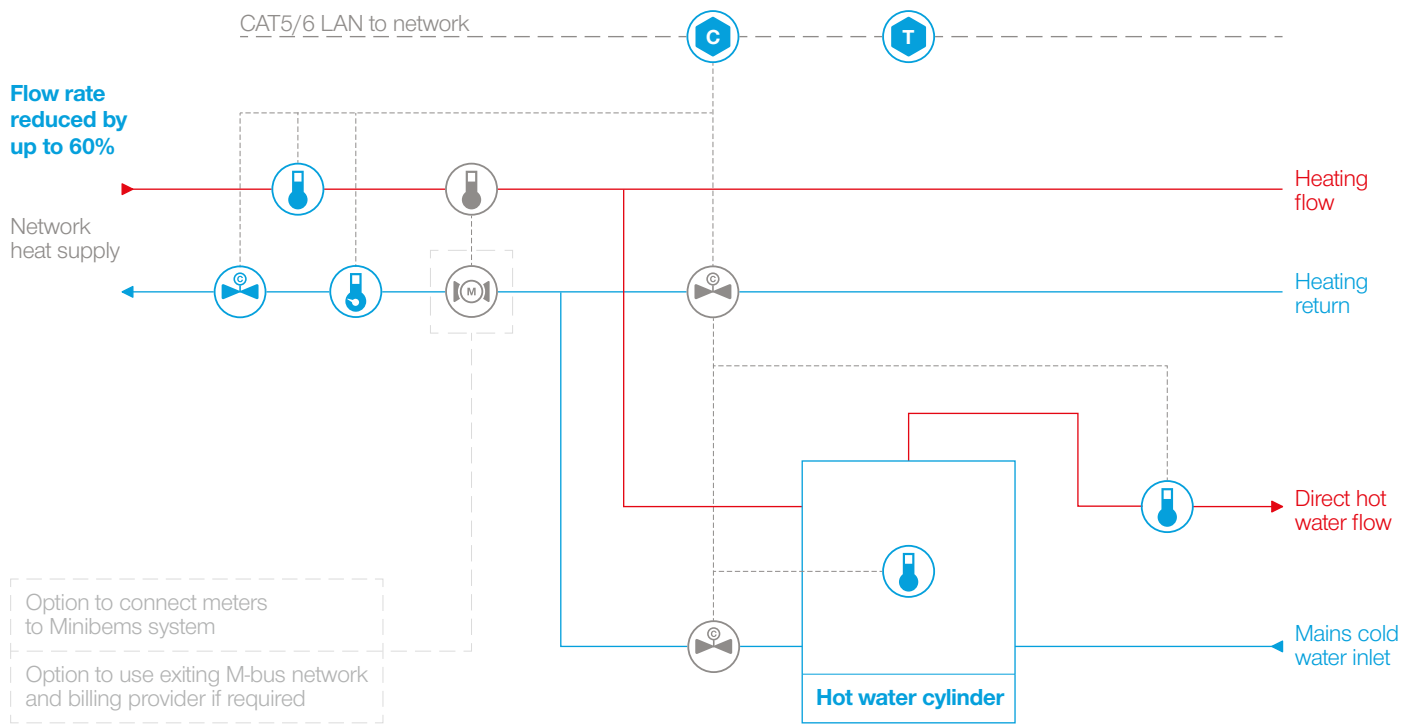 CAT5/6 LAN to network
C
T
Flow rate
reduced by
up to 60%
Heating
flow
Network
heat supply
C
M
C
Heating
return
Direct hot
water flow
Option to connect meters
to Minibems system
C
Mains cold
water inlet
Option to use exiting M-bus network
and billing provider if required
Hot water cylinder